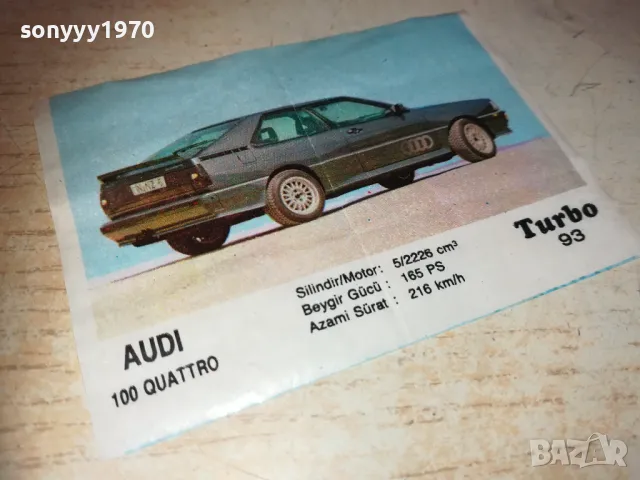 sonyyy1970
AUDI
100 QUATTRO
Silindir/Motor: 5/2226 cm³
Beygir Gücü : 165 PS
Azami Sürat : 216 km/h
Turbo
93
BAZAR